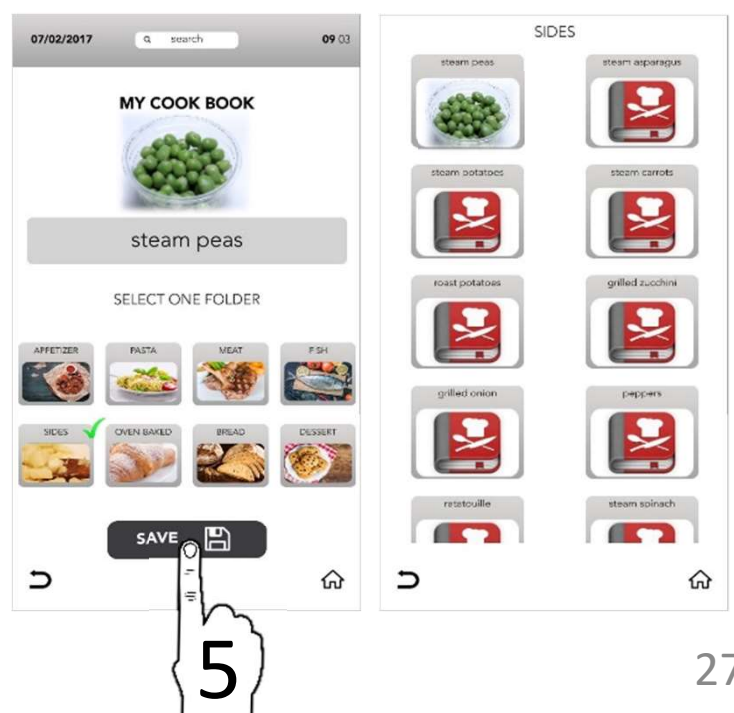 07/02/2017 search 09 03
MY COOK BOOK
steam peas
SELECT ONE FOLDER
APPETIZER PASTA MEAT FISH
SIDES OVEN BAKED BREAD DESSERT
SAVE
5
SIDES
steam peas steam asparagus
steam potatoes steam carrots
roast potatoes grilled zucchini
grilled onion peppers
ratatouille steam spinach
27